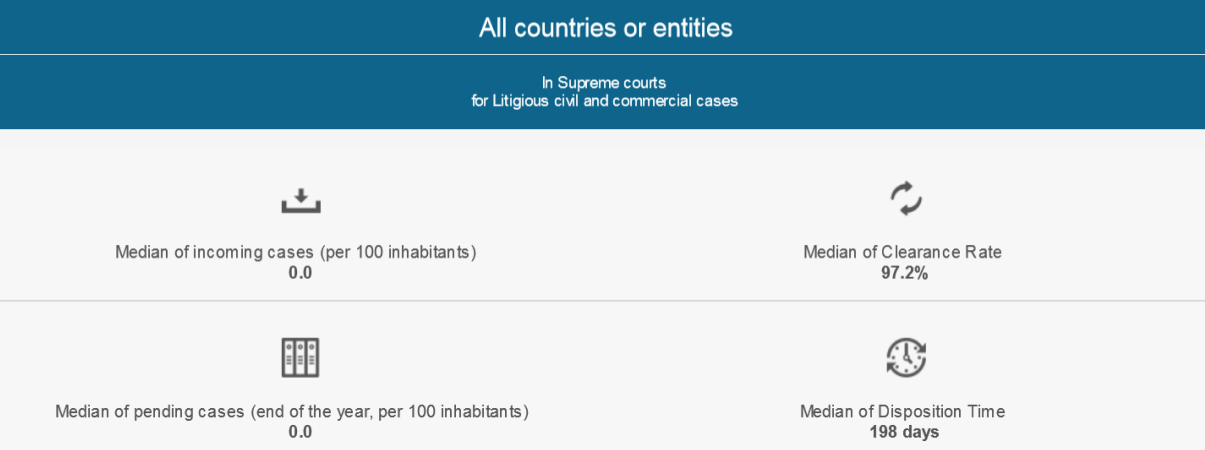 All countries or entities
In Supreme courts
for Litigious civil and commercial cases
Median of incoming cases (per 100 inhabitants)
0.0
Median of Clearance Rate
97.2%
Median of pending cases (end of the year, per 100 inhabitants)
0.0
Median of Disposition Time
198 days